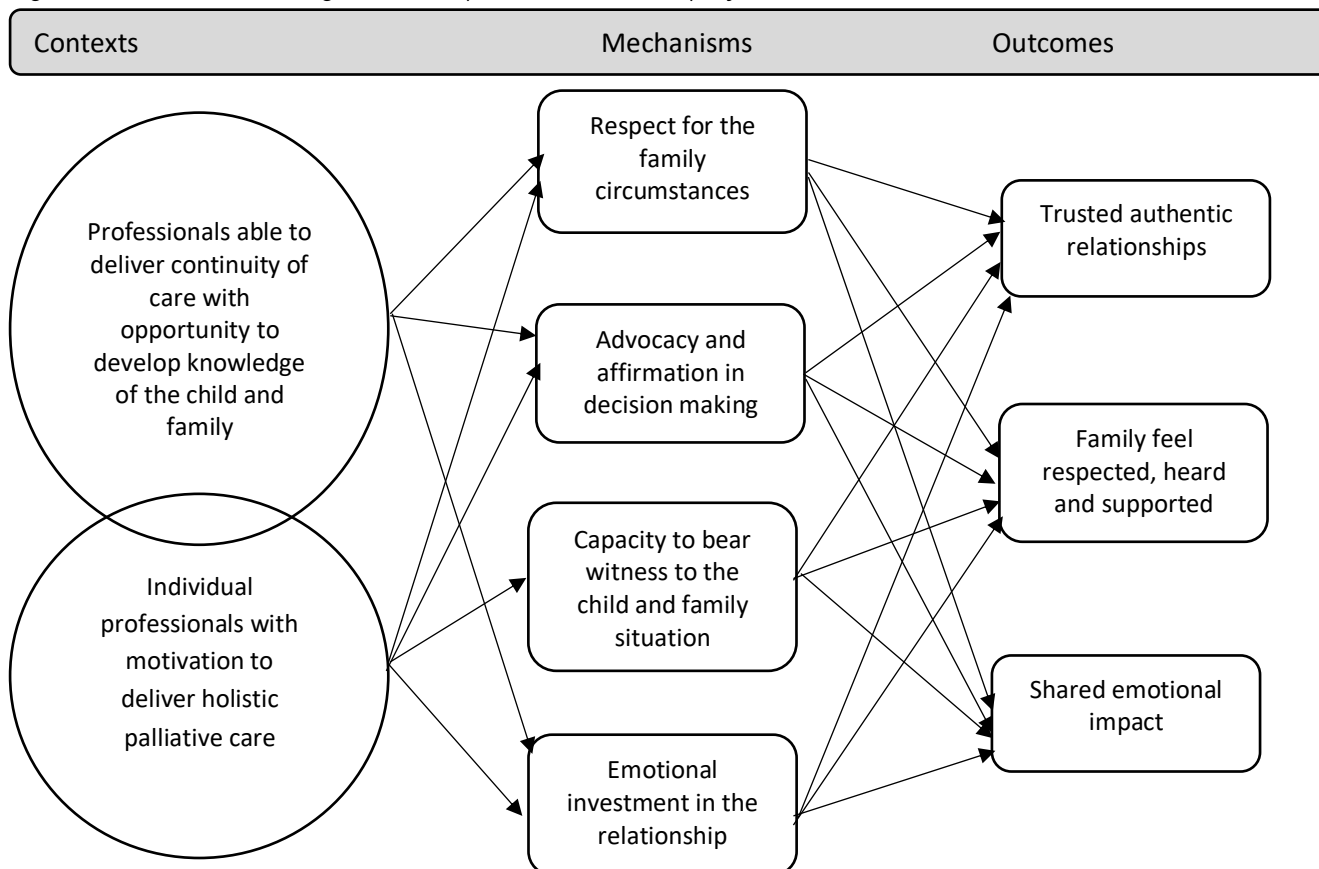 Contexts
Mechanisms
Outcomes
Professionals able to
deliver continuity of
care with
opportunity to
develop knowledge
of the child and
family
Individual
professionals with
motivation to
deliver holistic
palliative care
Respect for the
family
circumstances
Advocacy and
affirmation in
decision making
Capacity to bear
witness to the
child and family
situation
Emotional
investment in the
relationship
Trusted authentic
relationships
Family feel
respected, heard
and supported
Shared emotional
impact